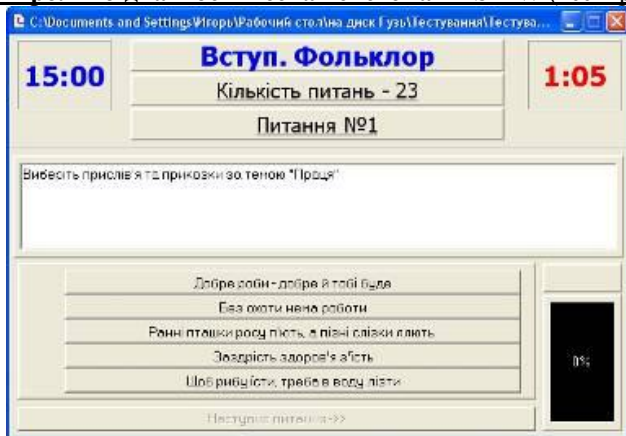 C:\Documents and Settings\Игорь\Рабочий стол\на диск Гузь\Тестування\Тестува...
15:00
Вступ. Фольклор
1:05
Кількість питань - 23
Питання №1
Виберіть прислів'я та приказки за темою "Праця"
Добре роби - добре й тобі буде
Без охоти нема роботи
Ранні пташки росу п'ють, а пізні слізки ллють
Заздрість здоров'я з'їсть
Щоб рибу їсти, треба в воду лізти
0%
Наступне питання->>